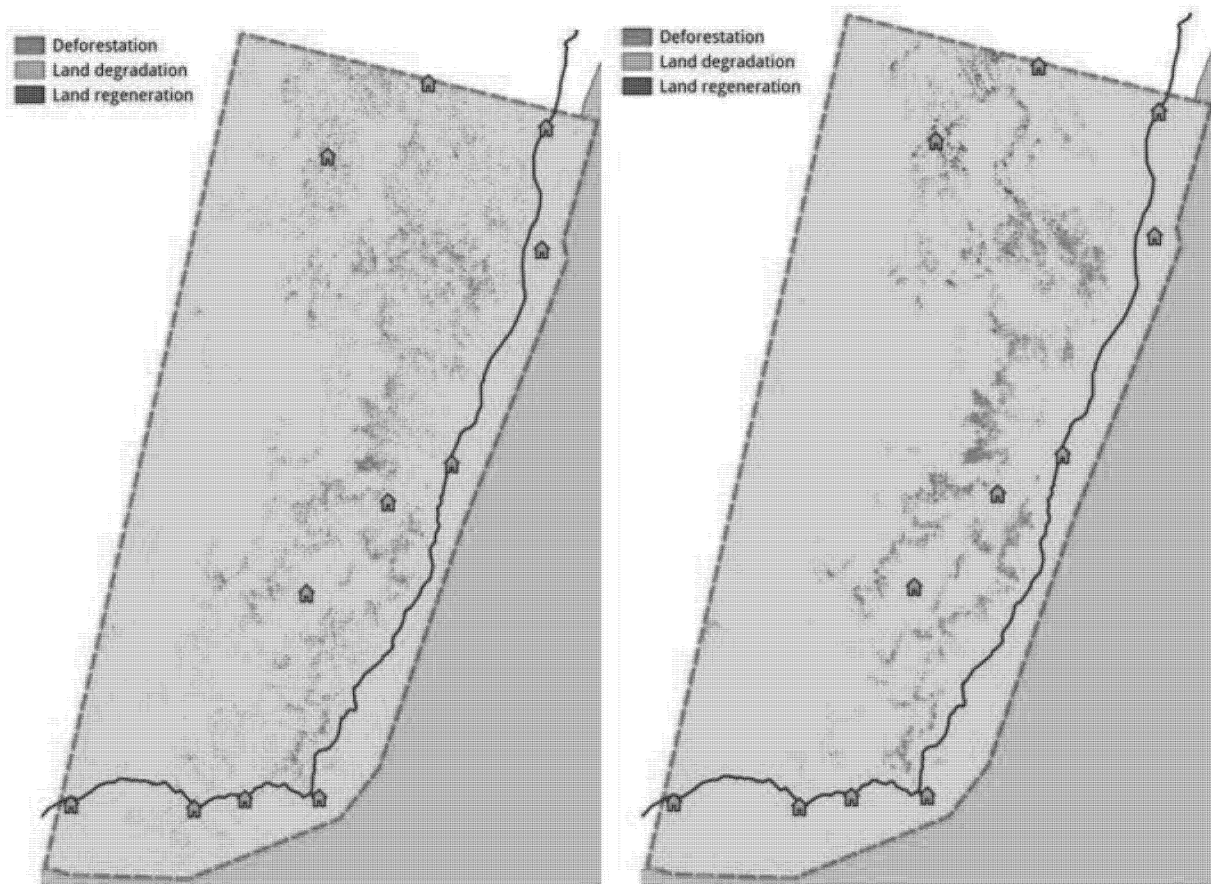 Deforestation
Land degradation
Land regeneration
Deforestation
Land degradation
Land regeneration